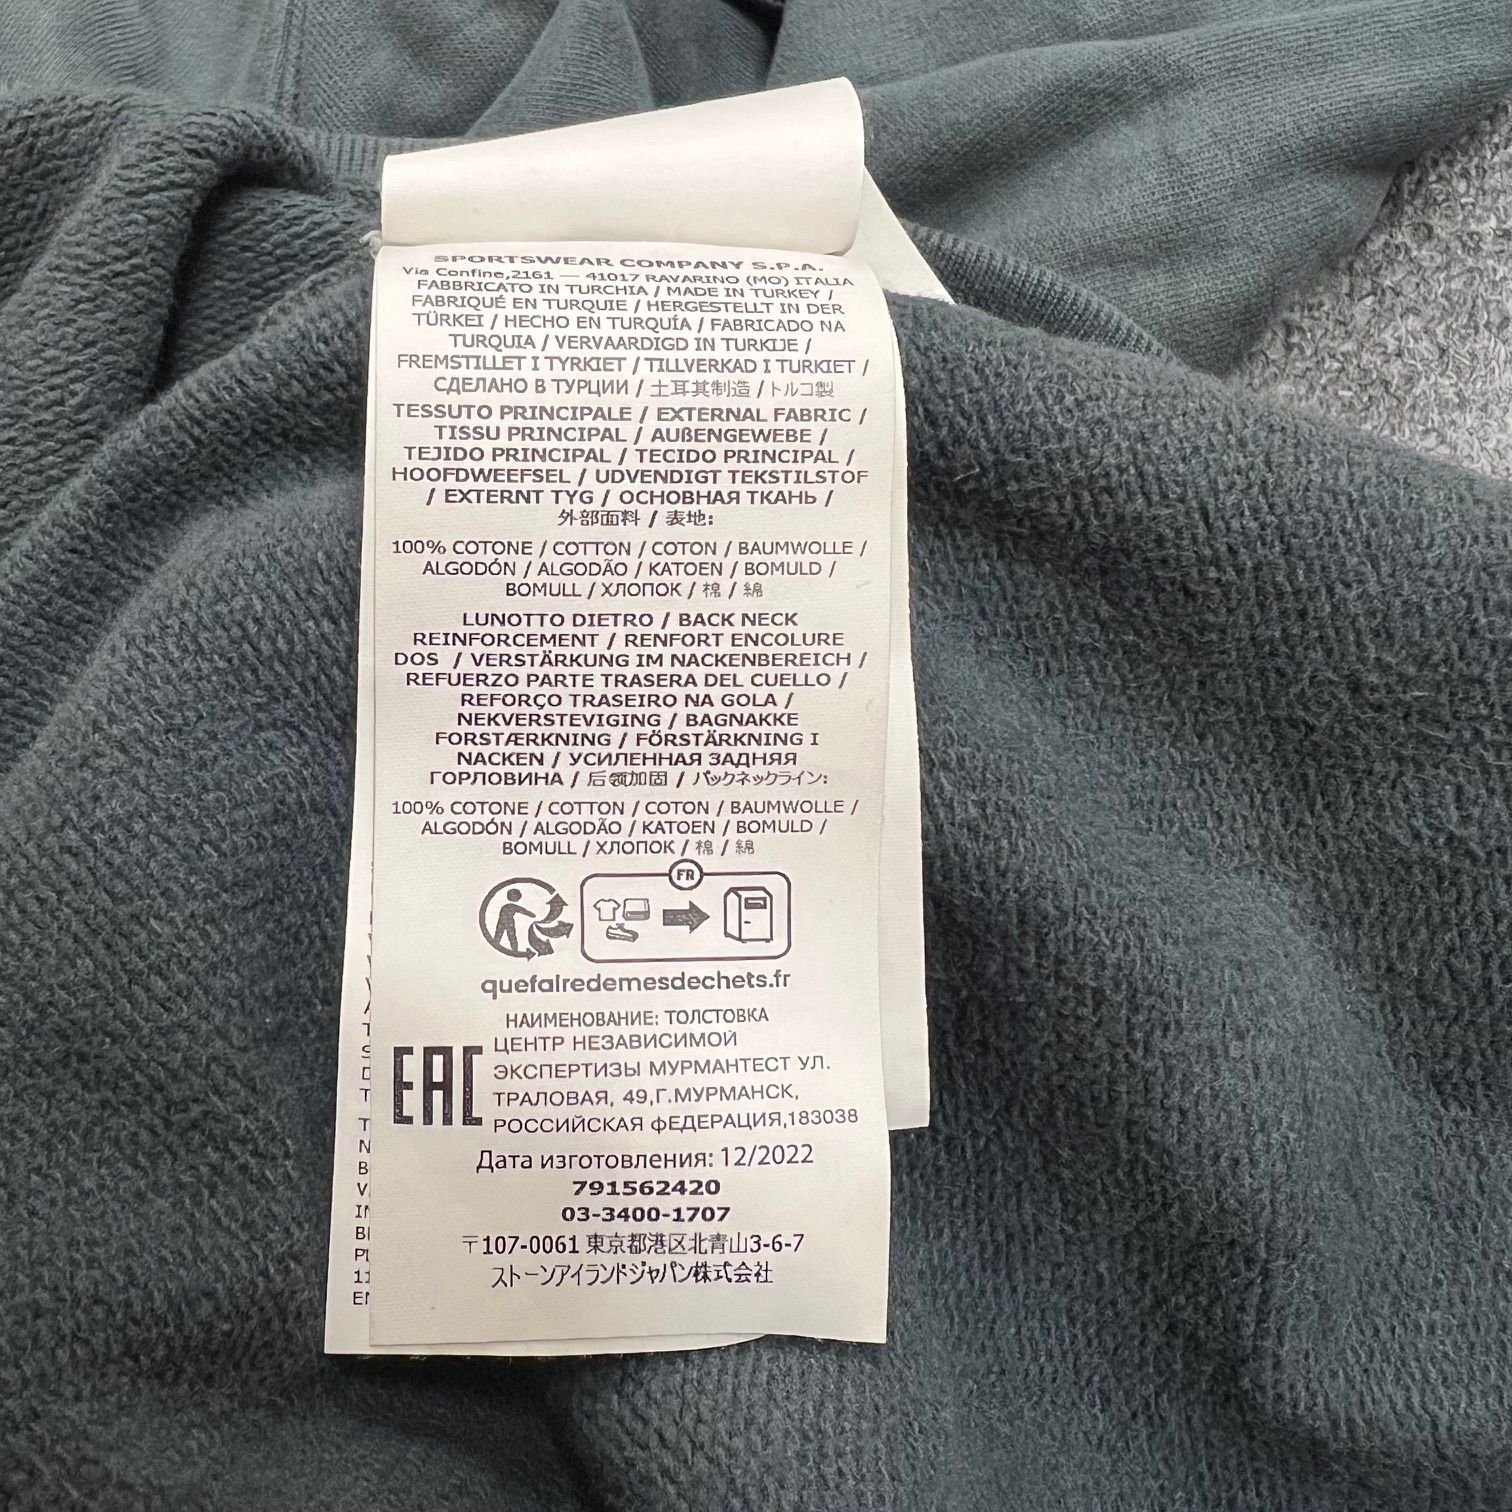 SPORTSWEAR COMPANY S.P.A.
Via Confine,2161 — 41017 RAVARINO (MO) ITALIA
FABBRICATO IN TURCHIA / MADE IN TURKEY /
FABRIQUÉ EN TURQUIE / HERGESTELLT IN DER
TÜRKEI / HECHO EN TURQUÍA / FABRICADO NA
TURQUIA / VERVAARDIGD IN TURKIJE /
FREMSTILLET I TYRKIET / TILLVERKAD I TURKIET /
СДЕЛАНО В ТУРЦИИ / 土耳其制造 / トルコ製
TESSUTO PRINCIPALE / EXTERNAL FABRIC /
TISSU PRINCIPAL / AUßENGEWEBE /
TEJIDO PRINCIPAL / TECIDO PRINCIPAL /
HOOFDWEEFSEL / UDVENDIGT TEKSTILSTOF
/ EXTERNT TYG / ОСНОВНАЯ ТКАНЬ /
外部面料 / 表地:
100% COTONE / COTTON / COTON / BAUMWOLLE /
ALGODÓN / ALGODÃO / KATOEN / BOMULD /
BOMULL / ХЛОПОК / 棉 / 綿
LUNOTTO DIETRO / BACK NECK
REINFORCEMENT / RENFORT ENCOLURE
DOS / VERSTÄRKUNG IM NACKENBEREICH /
REFUERZO PARTE TRASERA DEL CUELLO /
REFORÇO TRASEIRO NA GOLA /
NEKVERSTEVIGING / BAGNAKKE
FORSTÆRKNING / FÖRSTÄRKNING I
NACKEN / УСИЛЕННАЯ ЗАДНЯЯ
ГОРЛОВИНА / 后领加固 / バックネックライン:
100% COTONE / COTTON / COTON / BAUMWOLLE /
ALGODÓN / ALGODÃO / KATOEN / BOMULD /
BOMULL / ХЛОПОК / 棉 / 綿
FR
quefairedemesdechets.fr
НАИМЕНОВАНИЕ: ТОЛСТОВКА
EAC
ЦЕНТР НЕЗАВИСИМОЙ
ЭКСПЕРТИЗЫ МУРМАНТЕСТ УЛ.
ТРАЛОВАЯ, 49,Г.МУРМАНСК,
РОССИЙСКАЯ ФЕДЕРАЦИЯ,183038
Дата изготовления: 12/2022
791562420
03-3400-1707
〒107-0061 東京都港区北青山3-6-7
ストーンアイランドジャパン株式会社